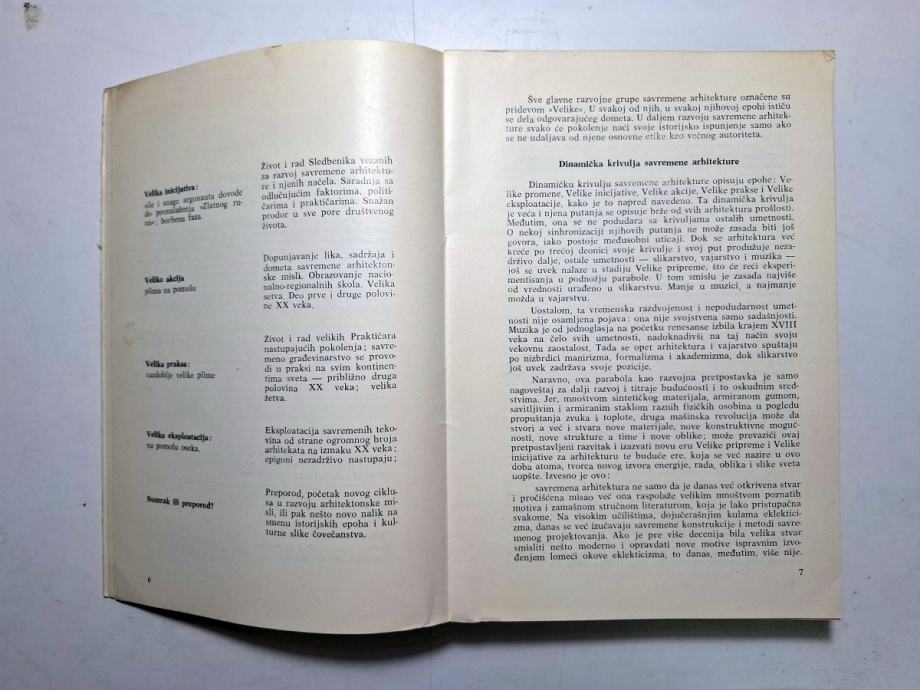 Velika inicijativa:
sile i snage argonauta dovode
do pronalaženja »Zlatnog ru-
na«; borbena faza.
Život i rad Sledbenika vezanih
za razvoj savremene arhitektu-
re i njenih načela. Saradnja sa
odlučujućim faktorima, politi-
čarima i praktičarima. Snažan
prodor u sve pore društvenog
života.
Velika akcija
plima na pomolu
Dopunjavanje lika, sadržaja i
dometa savremene arhitekton-
ske misli. Obrazovanje nacio-
nalno-regionalnih škola. Velika
setva. Deo prve i druge polovi-
ne XX veka.
Velika praksa:
razdoblje velike plime
Život i rad velikih Praktičara
nastupajućih pokolenja; savre-
meno građevinarstvo se provo-
di u praksi na svim kontinen-
tima sveta — približno druga
polovina XX veka; velika
žetva.
Velika eksploatacija:
na pomolu oseka.
Eksploatacija savremenih teko-
vina od strane ogromnog broja
arhitekata na izmaku XX veka;
epigoni nezadrživo nastupaju;
Sumrak ili preporod?
Preporod, početak novog ciklu-
sa u razvoju arhitektonske mi-
sli, ili pak nešto novo nalik na
smenu istorijskih epoha i kul-
turne slike čovečanstva.
6
Sve glavne razvojne grupe savremene arhitekture označene su
pridevom »Velike«. U svakoj od njih, u svakoj njihovoj epohi ističu
se dela odgovarajućeg dometa. U daljem razvoju savremene arhitek-
ture svako će pokolenje naći svoje istorijsko ispunjenje samo ako
se ne udaljava od njene osnovne etike kao večnog autoriteta.
Dinamička krivulja savremene arhitekture
Dinamičku krivulju savremene arhitekture opisuju epohe: Ve-
like promene, Velike inicijative, Velike akcije, Velike prakse i Velike
eksploatacije, kako je to napred navedeno. Ta dinamička krivulja
je veća i njena putanja se opisuje brže od svih arhitektura prošlosti.
Međutim, ona se ne podudara sa krivuljama ostalih umetnosti.
O nekoj sinhronizaciji njihovih putanja ne može zasada biti još
govora, iako postoje međusobni uticaji. Dok se arhitektura već
kreće po trećoj deonici svoje krivulje i svoj put produžuje neza-
drživo dalje, ostale umetnosti — slikarstvo, vajarstvo i muzika —
još se uvek nalaze u stadiju Velike pripreme, što će reći eksperi-
mentisanja u podnožju parabole. U tom smislu je zasada najviše
od vrednosti urađeno u slikarstvu. Manje u muzici, a najmanje
možda u vajarstvu.
Uostalom, ta vremenska razdvojenost i nepodudarnost umet-
nosti nije osamljena pojava: ona nije svojstvena samo sadašnjosti.
Muzika je od jednoglasja na početku renesanse izbila krajem XVIII
veka na čelo svih umetnosti, nadoknadivši na taj način svoju
vekovnu zaostalost. Tada se opet arhitektura i vajarstvo spuštaju
po nizbrdici manirizma, formalizma i akademizma, dok slikarstvo
još uvek zadržava svoje pozicije.
Naravno, ova parabola kao razvojna pretpostavka je samo
nagoveštaj za dalji razvoj i titraje budućnosti i to oskudnim sred-
stvima. Jer, mnoštvom sintetičkog materijala, armiranom gumom,
savitljivim i armiranim staklom raznih fizičkih osobina u pogledu
propuštanja zvuka i toplote, druga mašinska revolucija može da
stvori a već i stvara nove materijale, nove konstruktivne moguć-
nosti, nove strukture a time i nove oblike; može prevazići ovaj
pretpostavljeni razvitak i izazvati novu eru Velike pripreme i Velike
inicijative za arhitekturu te buduće ere, koja se već nazire u ovo
doba atoma, tvorca novog izvora energije, rada, oblika i slike sveta
uopšte. Izvesno je ovo:
savremena arhitektura ne samo da je danas već otkrivena stvar
i pročišćena misao već ona raspolaže velikim mnoštvom poznatih
motiva i zamašnom stručnom literaturom, koja je lako pristupačna
svakome. Na visokim učilištima, dojučerašnjim kulama eklektici-
zma, danas se već izučavaju savremene konstrukcije i metodi savre-
menog projektovanja. Ako je pre više decenija bila velika stvar
smisliti nešto moderno i opravdati nove motive ispravnim izvo-
đenjem lomeći okove eklekticizma, to danas, međutim, više nije.
7